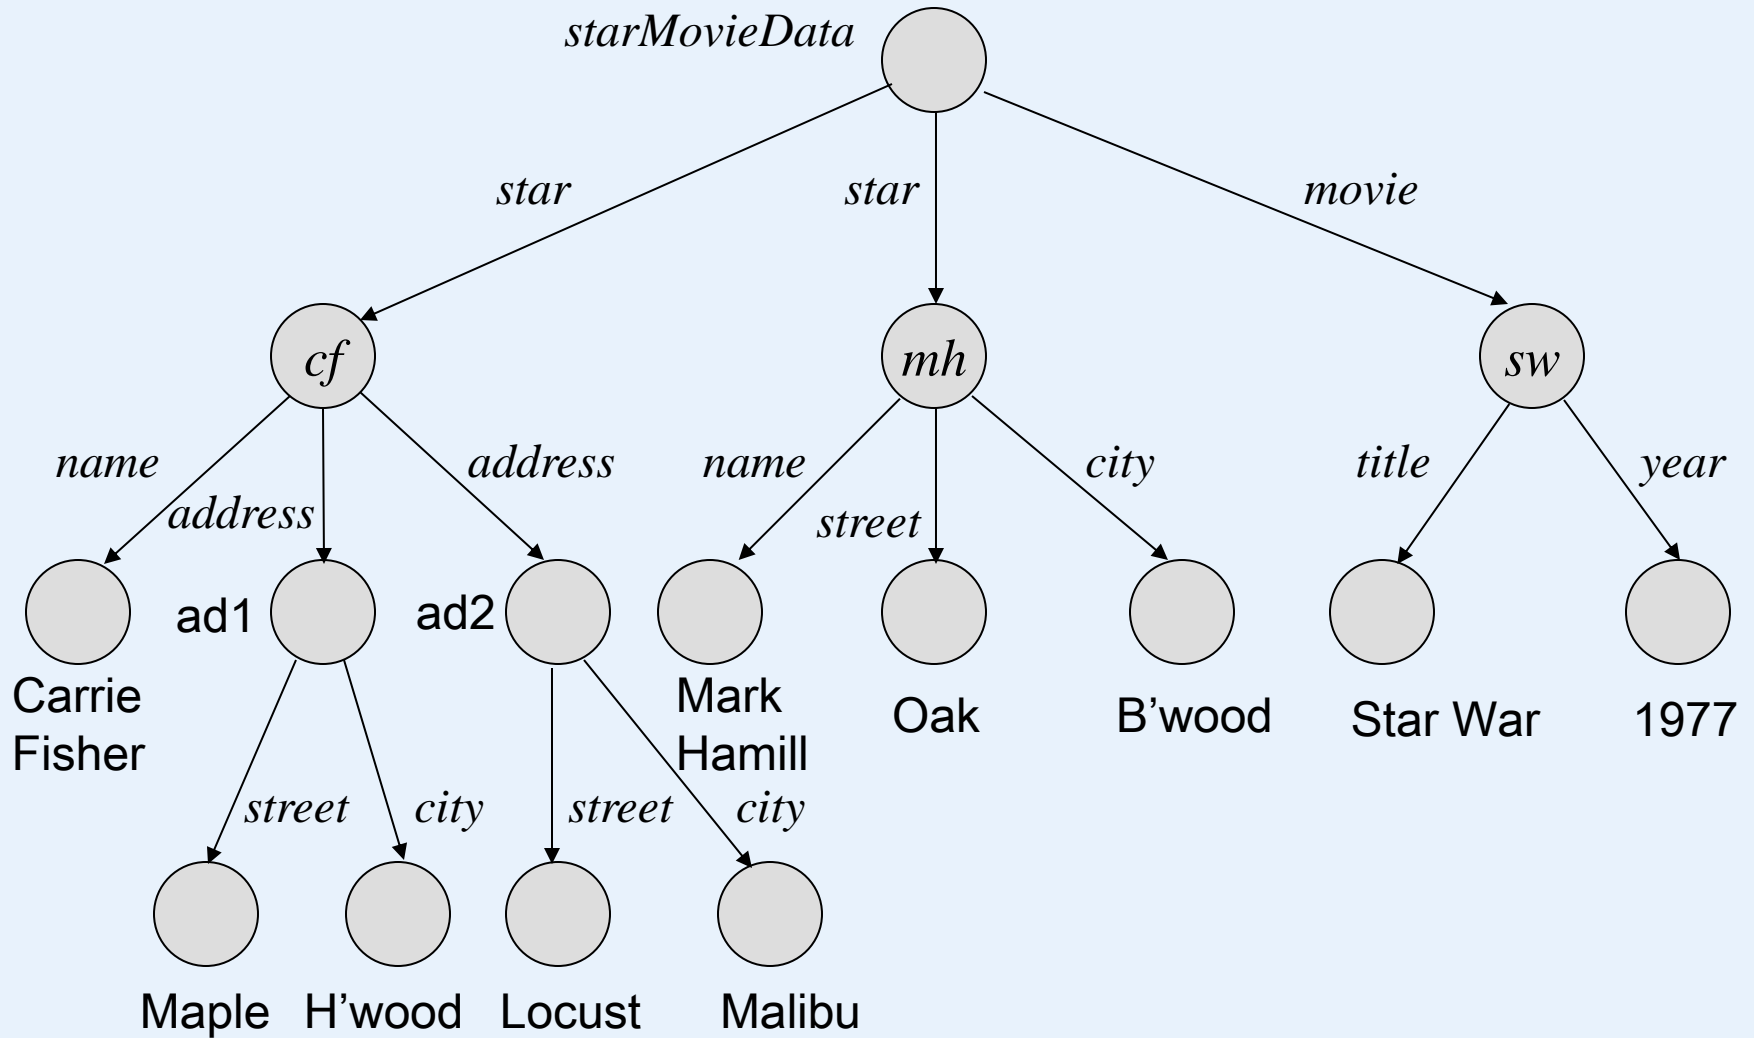 starMovieData
star
star
movie
cf
mh
sw
name
address
address
name
street
city
title
year
ad1
ad2
Carrie
Fisher
Mark
Hamill
Oak
B’wood
Star War
1977
street
city
street
city
Maple
H’wood
Locust
Malibu